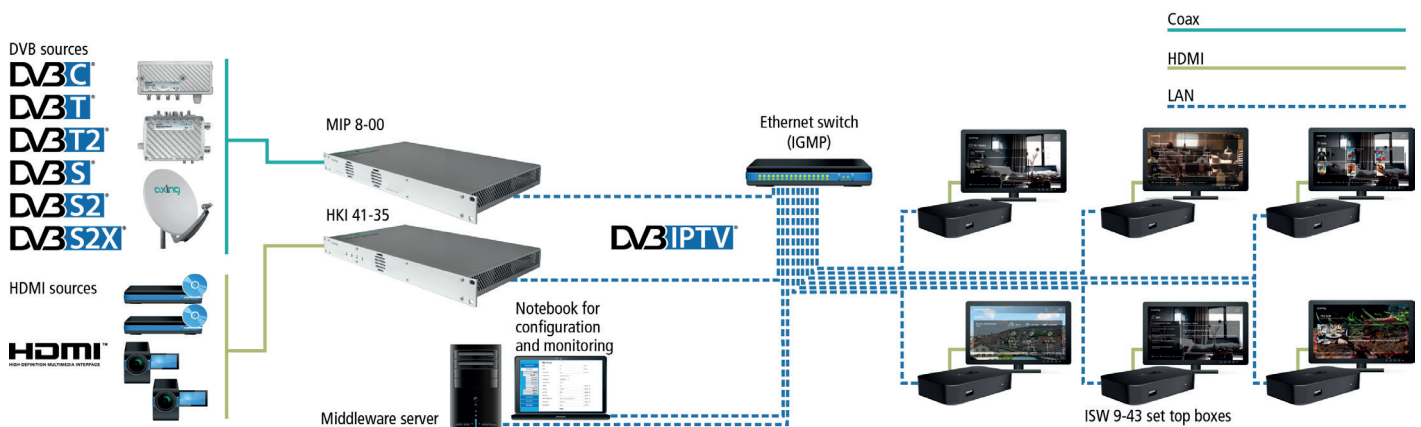 DVB sources
DVB C
DVB T
DVB T2
DVB S
DVB S2
DVB S2X
axing
HDMI sources
HDMI™
HIGH-DEFINITION MULTIMEDIA INTERFACE
MIP 8-00
HKI 41-35
DVB IPTV
Ethernet switch
(IGMP)
Notebook for
configuration
and monitoring
Middleware server
Coax
HDMI
LAN
ISW 9-43 set top boxes